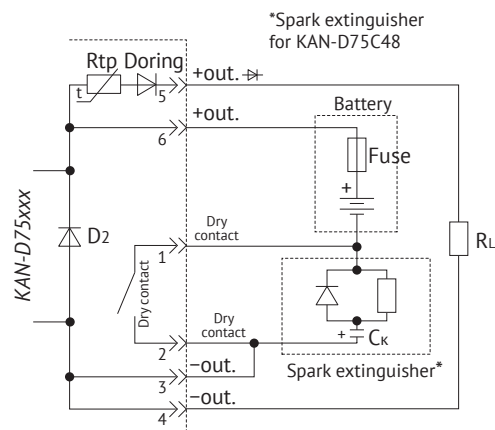 *Spark extinguisher
for KAN-D75C48
Rtp Doring
+out.
t
5
Battery
+out.
6
Fuse
+
KAN-D75xxx
D2
Dry
contact
1
RL
Dry contact
Dry
contact
+ Cκ
2
−out.
3
Spark extinguisher*
−out.
4